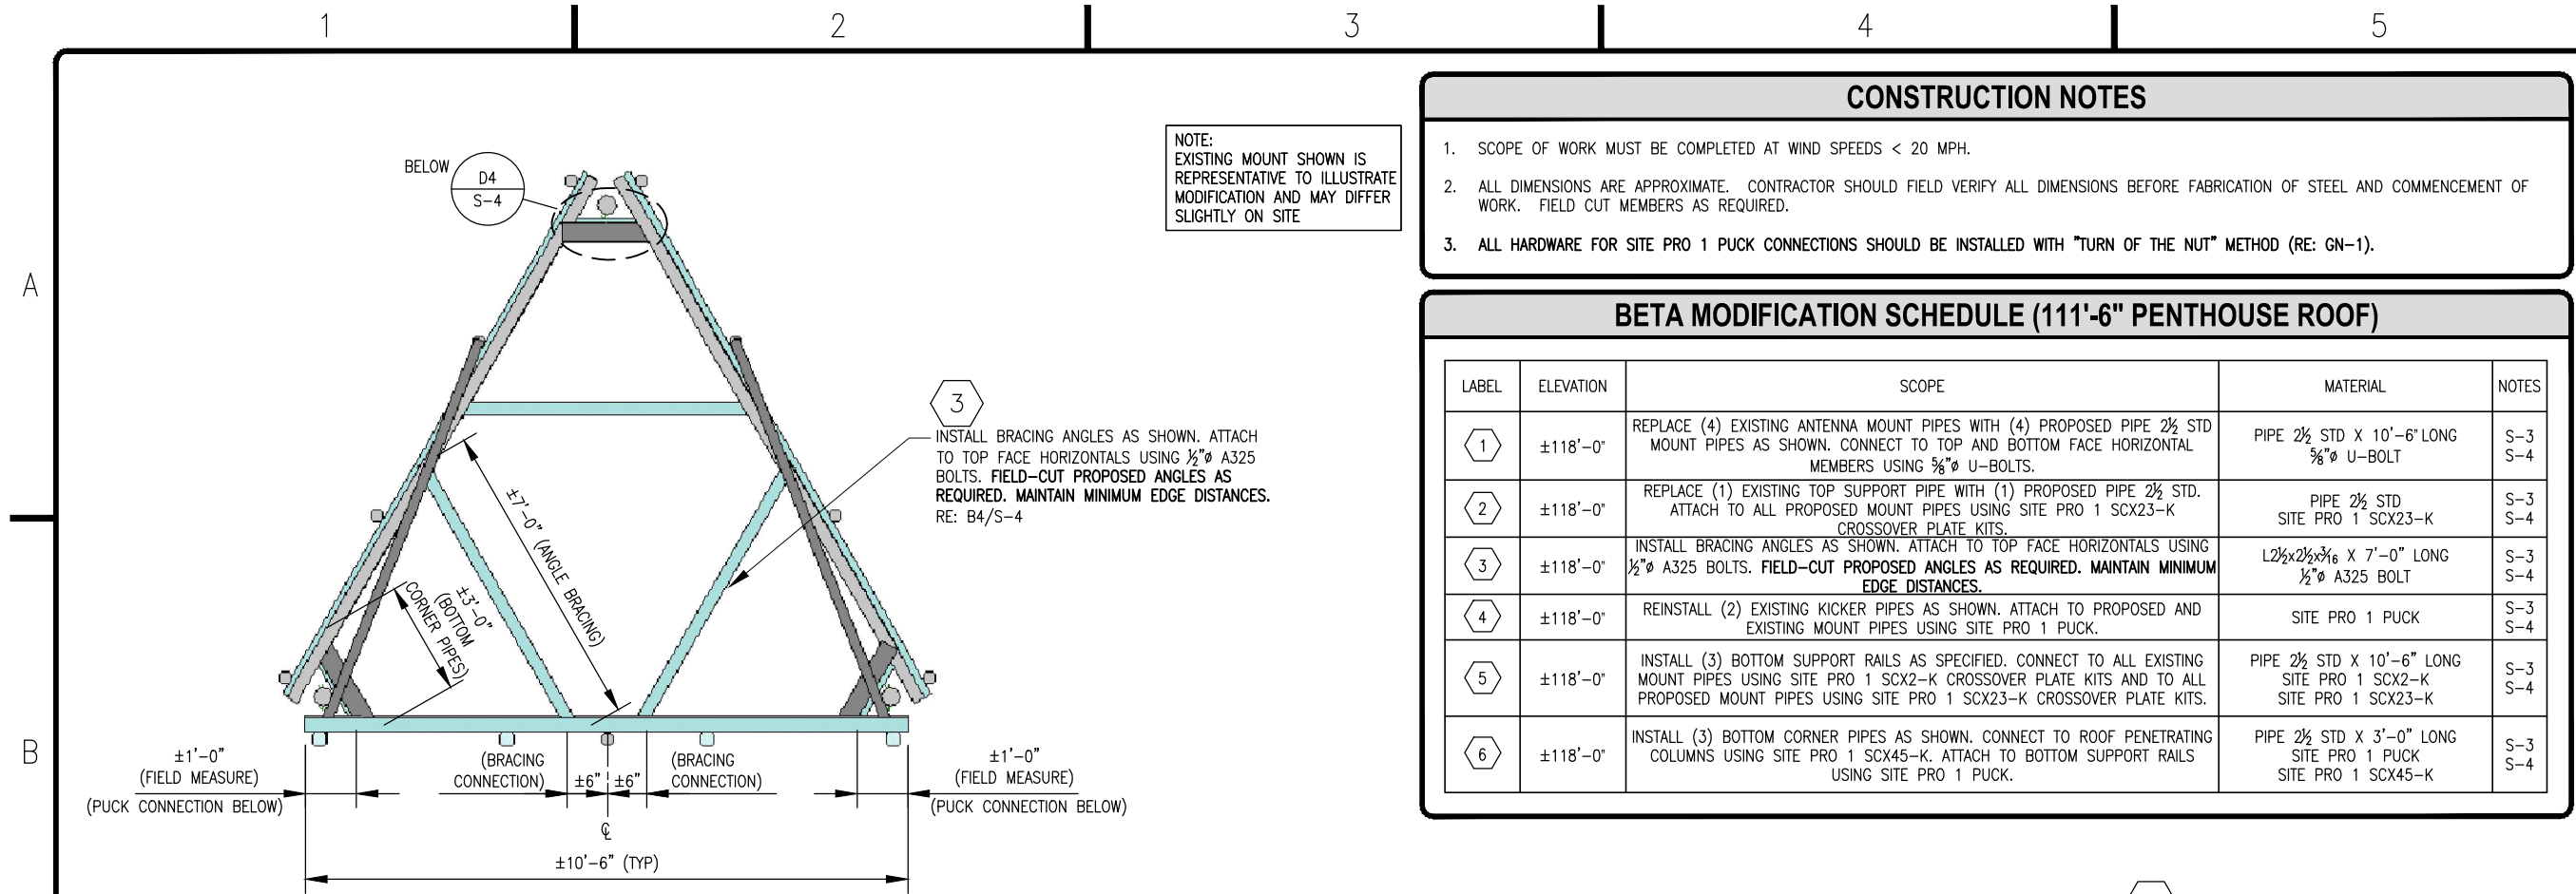 1 2 3 4 5
A
B
BELOW
D4
S-4
NOTE:
EXISTING MOUNT SHOWN IS
REPRESENTATIVE TO ILLUSTRATE
MODIFICATION AND MAY DIFFER
SLIGHTLY ON SITE
3
INSTALL BRACING ANGLES AS SHOWN. ATTACH
TO TOP FACE HORIZONTALS USING ½"ø A325
BOLTS. FIELD-CUT PROPOSED ANGLES AS
REQUIRED. MAINTAIN MINIMUM EDGE DISTANCES.
RE: B4/S-4
±7'-0" (ANGLE BRACING)
±3'-0"
(BOTTOM
CORNER PIPES)
±1'-0"
(FIELD MEASURE)
(PUCK CONNECTION BELOW)
(BRACING
CONNECTION)
±6" ±6"
(BRACING
CONNECTION)
±1'-0"
(FIELD MEASURE)
(PUCK CONNECTION BELOW)
℄
±10'-6" (TYP)
CONSTRUCTION NOTES
1. SCOPE OF WORK MUST BE COMPLETED AT WIND SPEEDS < 20 MPH.
2. ALL DIMENSIONS ARE APPROXIMATE. CONTRACTOR SHOULD FIELD VERIFY ALL DIMENSIONS BEFORE FABRICATION OF STEEL AND COMMENCEMENT OF
WORK. FIELD CUT MEMBERS AS REQUIRED.
3. ALL HARDWARE FOR SITE PRO 1 PUCK CONNECTIONS SHOULD BE INSTALLED WITH "TURN OF THE NUT" METHOD (RE: GN-1).
BETA MODIFICATION SCHEDULE (111'-6" PENTHOUSE ROOF)
LABEL ELEVATION SCOPE MATERIAL NOTES
1 ±118'-0"
REPLACE (4) EXISTING ANTENNA MOUNT PIPES WITH (4) PROPOSED PIPE 2½ STD
MOUNT PIPES AS SHOWN. CONNECT TO TOP AND BOTTOM FACE HORIZONTAL
MEMBERS USING ⅝"ø U-BOLTS.
PIPE 2½ STD X 10'-6" LONG
⅝"ø U-BOLT
S-3
S-4
2 ±118'-0"
REPLACE (1) EXISTING TOP SUPPORT PIPE WITH (1) PROPOSED PIPE 2½ STD.
ATTACH TO ALL PROPOSED MOUNT PIPES USING SITE PRO 1 SCX23-K
CROSSOVER PLATE KITS.
PIPE 2½ STD
SITE PRO 1 SCX23-K
S-3
S-4
3 ±118'-0"
INSTALL BRACING ANGLES AS SHOWN. ATTACH TO TOP FACE HORIZONTALS USING
½"ø A325 BOLTS. FIELD-CUT PROPOSED ANGLES AS REQUIRED. MAINTAIN MINIMUM
EDGE DISTANCES.
L2½x2½x3/16 X 7'-0" LONG
½"ø A325 BOLT
S-3
S-4
4 ±118'-0"
REINSTALL (2) EXISTING KICKER PIPES AS SHOWN. ATTACH TO PROPOSED AND
EXISTING MOUNT PIPES USING SITE PRO 1 PUCK.
SITE PRO 1 PUCK
S-3
S-4
5 ±118'-0"
INSTALL (3) BOTTOM SUPPORT RAILS AS SPECIFIED. CONNECT TO ALL EXISTING
MOUNT PIPES USING SITE PRO 1 SCX2-K CROSSOVER PLATE KITS AND TO ALL
PROPOSED MOUNT PIPES USING SITE PRO 1 SCX23-K CROSSOVER PLATE KITS.
PIPE 2½ STD X 10'-6" LONG
SITE PRO 1 SCX2-K
SITE PRO 1 SCX23-K
S-3
S-4
6 ±118'-0"
INSTALL (3) BOTTOM CORNER PIPES AS SHOWN. CONNECT TO ROOF PENETRATING
COLUMNS USING SITE PRO 1 SCX45-K. ATTACH TO BOTTOM SUPPORT RAILS
USING SITE PRO 1 PUCK.
PIPE 2½ STD X 3'-0" LONG
SITE PRO 1 PUCK
SITE PRO 1 SCX45-K
S-3
S-4